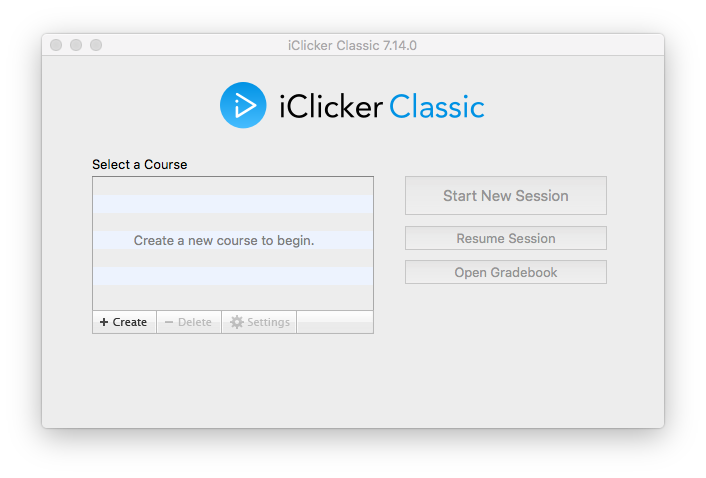 iClicker Classic 7.14.0
iClicker Classic
Select a Course
Create a new course to begin.
+ Create
− Delete
Settings
Start New Session
Resume Session
Open Gradebook